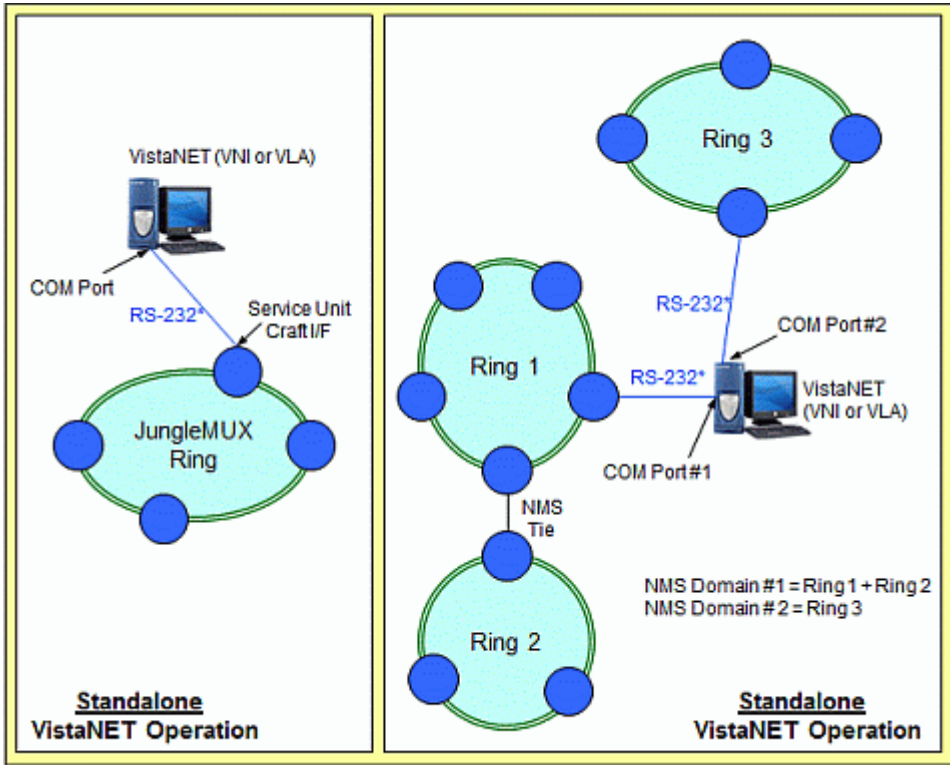 VistaNET (VNI or VLA)
COM Port
RS-232*
Service Unit
Craft I/F
JungleMUX
Ring
Standalone
VistaNET Operation
Ring 3
RS-232*
COM Port #2
Ring 1
RS-232*
VistaNET
(VNI or VLA)
COM Port #1
NMS
Tie
NMS Domain #1 = Ring 1 + Ring 2
NMS Domain #2 = Ring 3
Ring 2
Standalone
VistaNET Operation